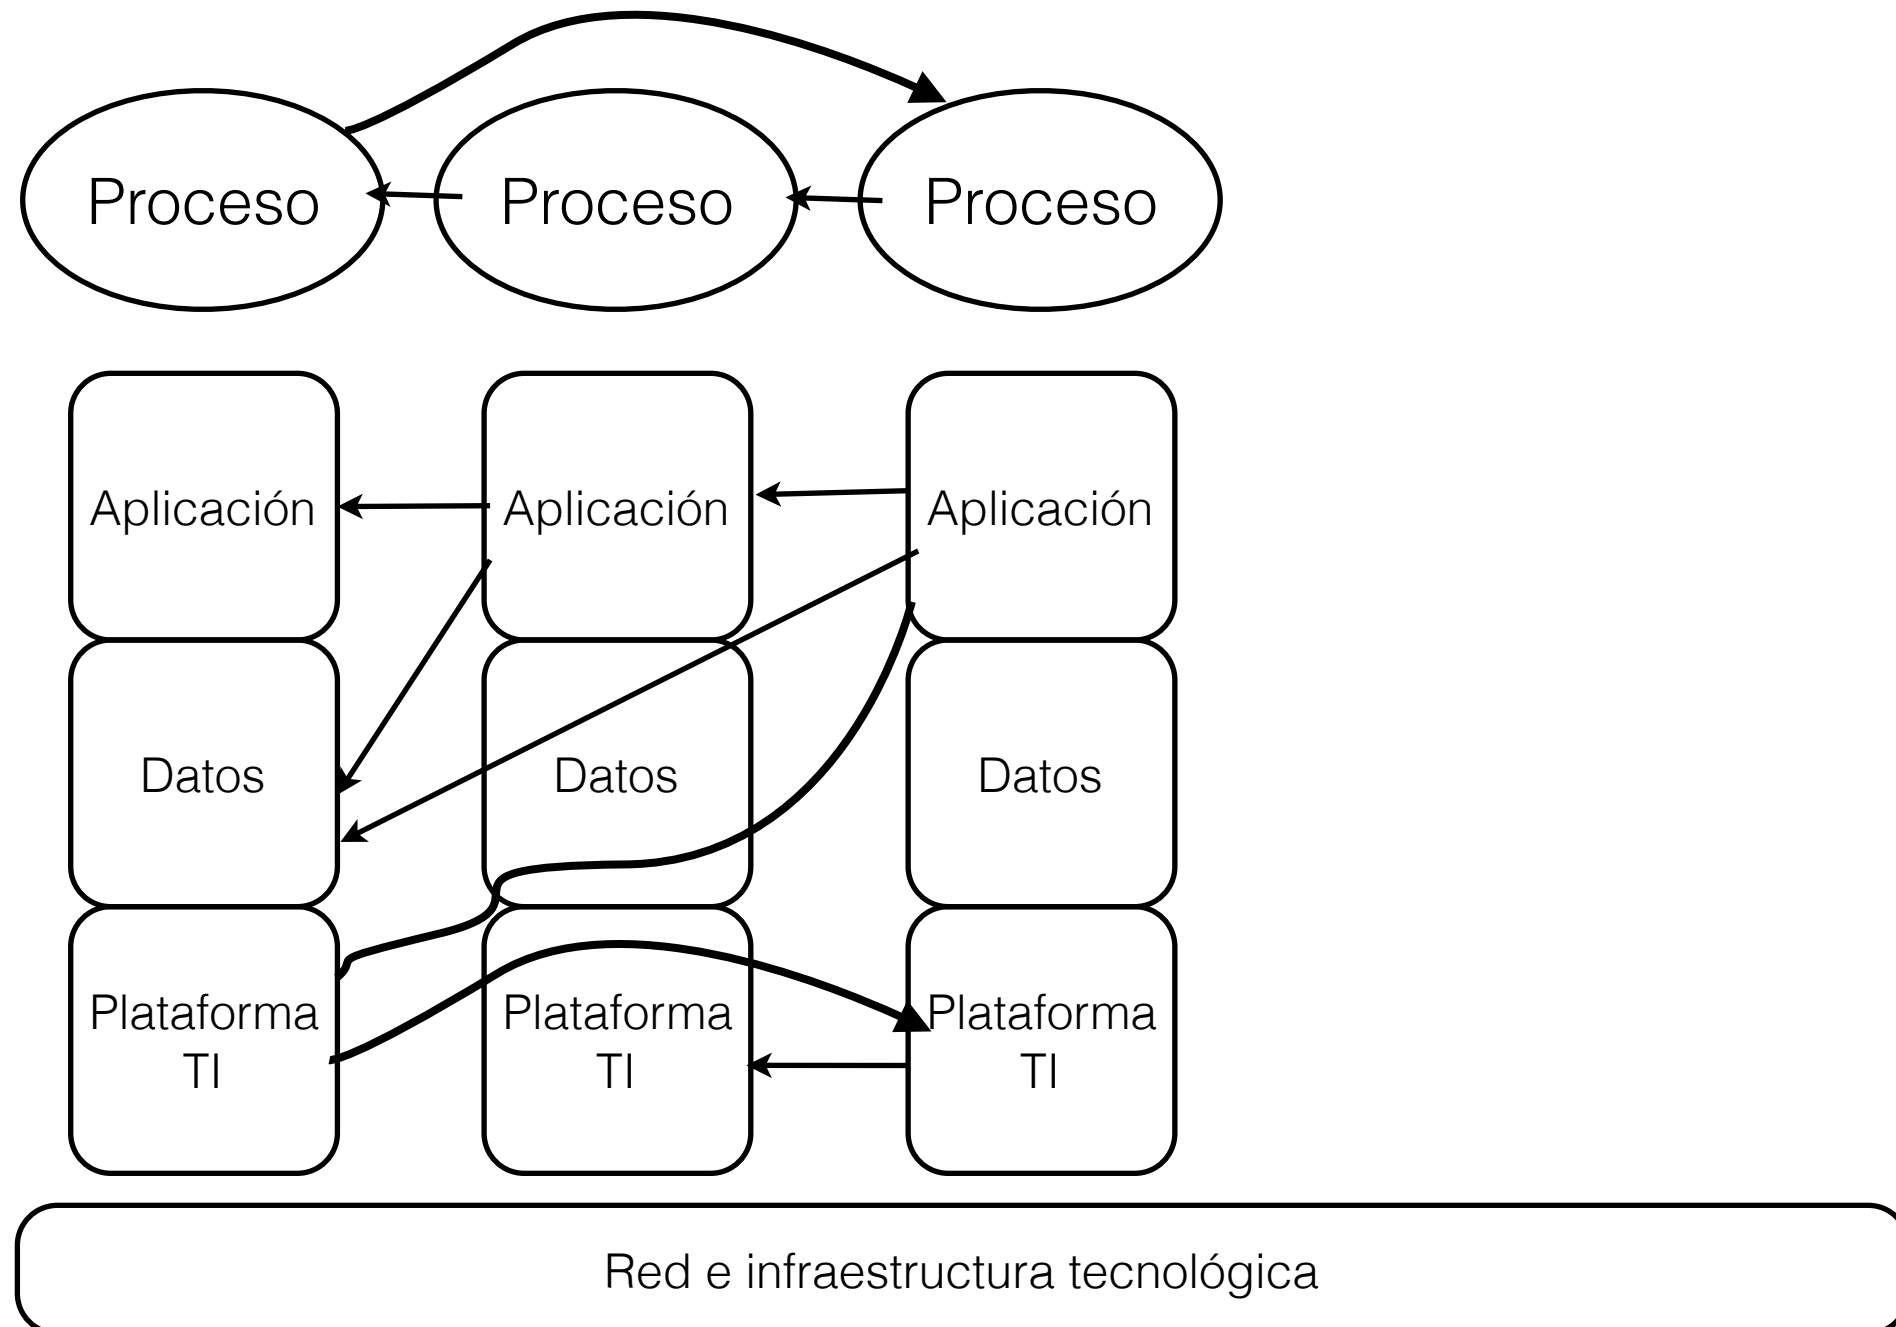 Proceso
Proceso
Proceso
Aplicación
Aplicación
Aplicación
Datos
Datos
Datos
Plataforma
TI
Plataforma
TI
Plataforma
TI
Red e infraestructura tecnológica